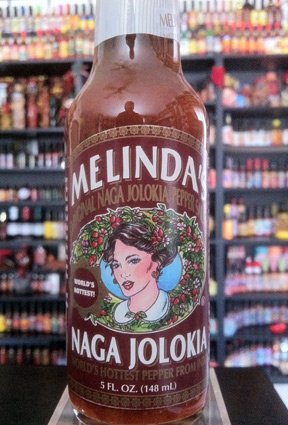 MELINDA'S
NAGA JOLOKIA PEPPER
WORLD'S
HOTTEST!
NAGA JOLOKIA
WORLD'S HOTTEST PEPPER FROM
5 FL. OZ. (148 mL)